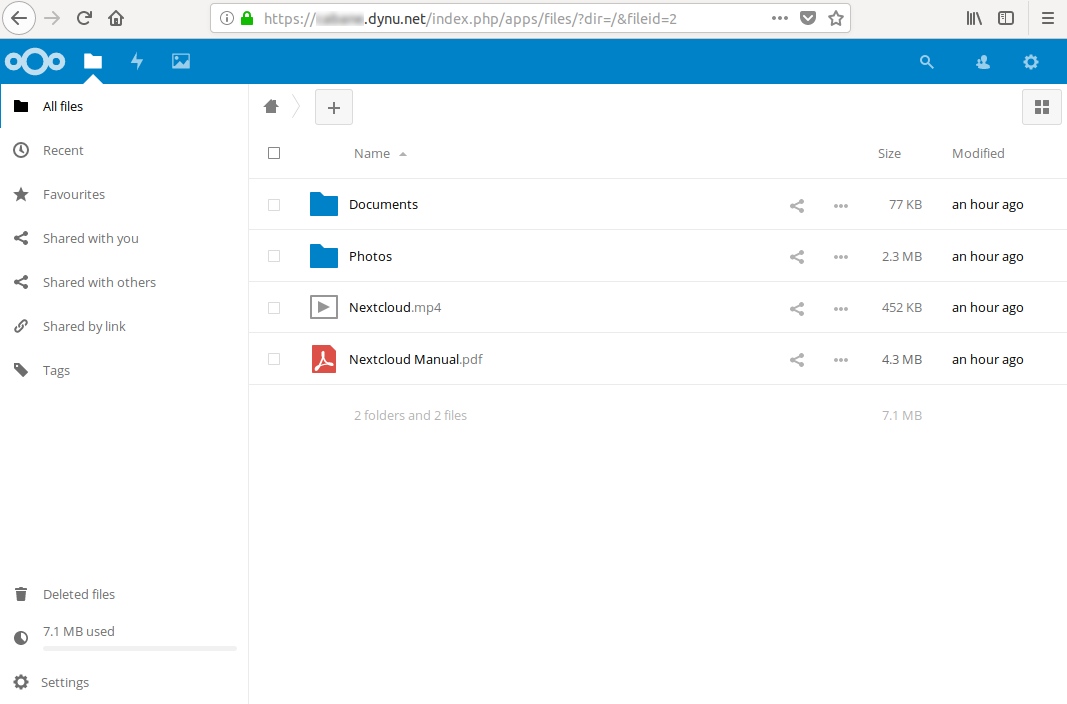 https://.dynu.net/index.php/apps/files/?dir=/&fileid=2
All files
Recent
Favourites
Shared with you
Shared with others
Shared by link
Tags
Name Size Modified
Documents 77 KB an hour ago
Photos 2.3 MB an hour ago
Nextcloud.mp4 452 KB an hour ago
Nextcloud Manual.pdf 4.3 MB an hour ago
2 folders and 2 files 7.1 MB
Deleted files
7.1 MB used
Settings